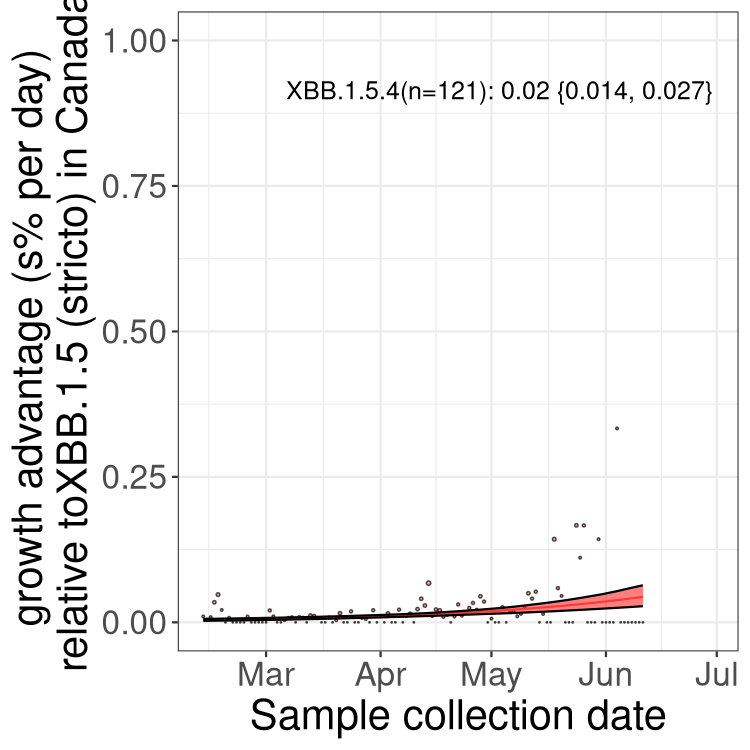 growth advantage (s% per day)
relative toXBB.1.5 (stricto) in Canada
1.00
0.75
0.50
0.25
0.00
XBB.1.5.4(n=121): 0.02 {0.014, 0.027}
Mar Apr May Jun Jul
Sample collection date